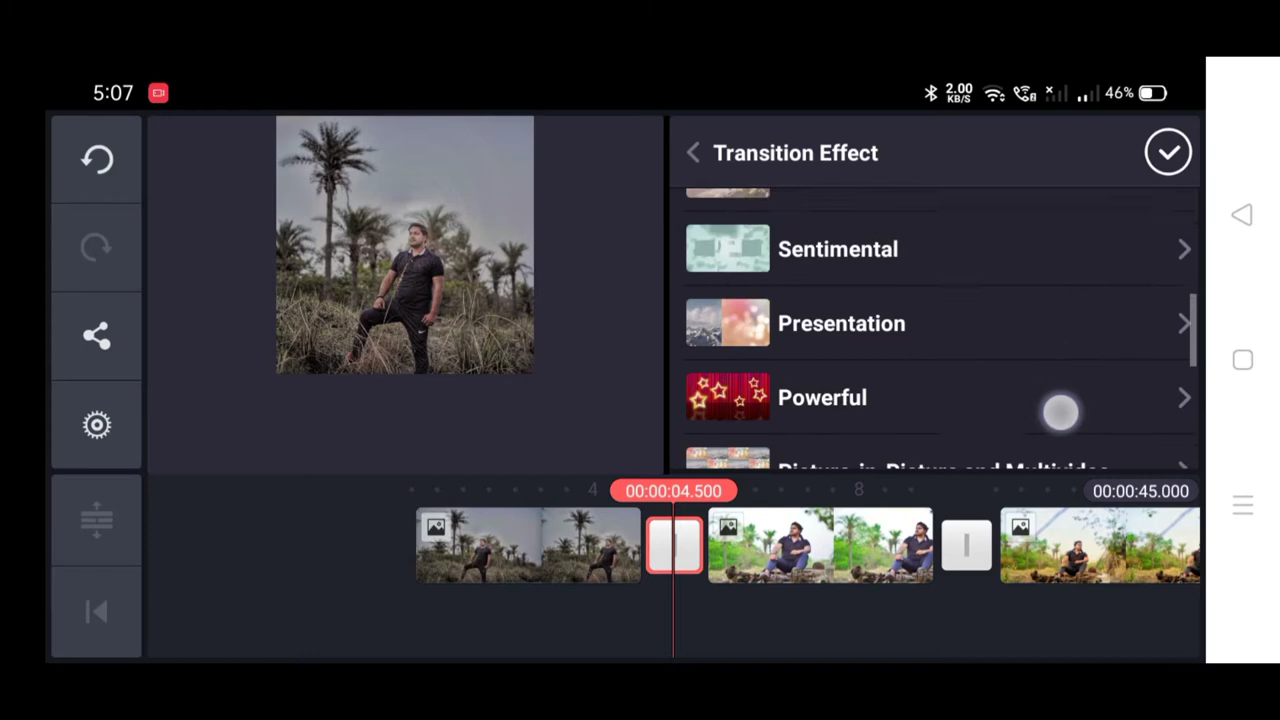 5:07
2.00
KB/S
46%
Transition Effect
Sentimental
Presentation
Powerful
Picture-in-Picture and Multivideo
4
00:00:04.500
8
00:00:45.000